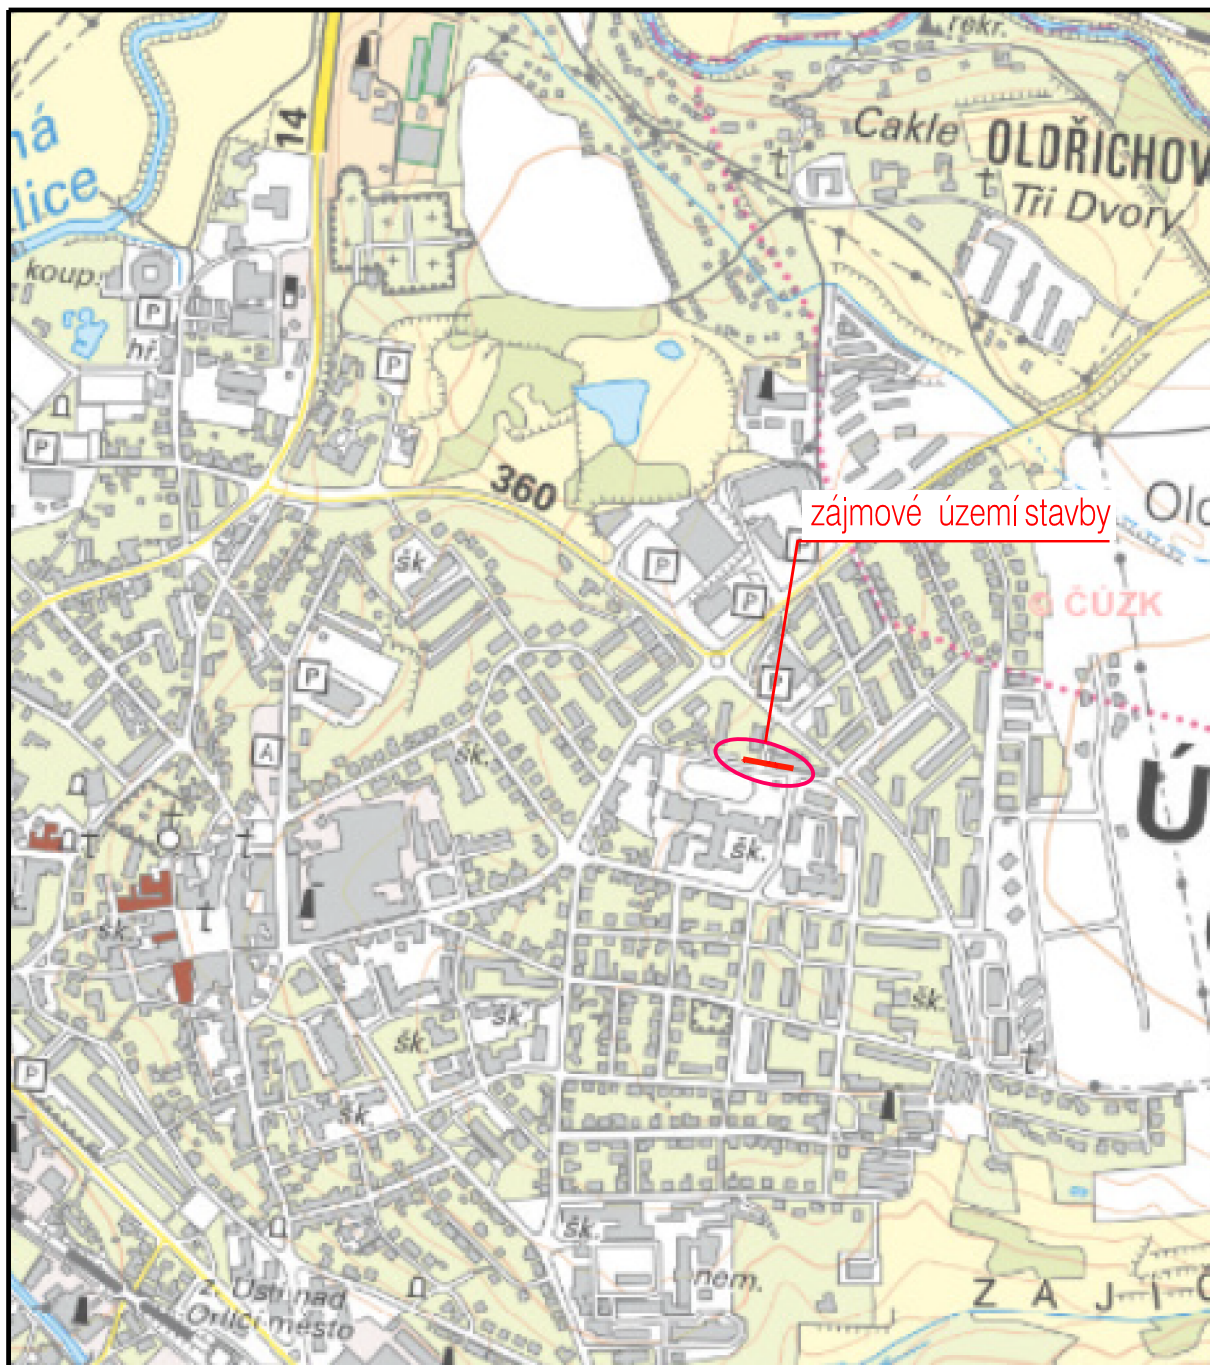 rekr.
ná
lice
14
Cakle
OLDŘICHOV
Tři Dvory
koup.
P
hř.
P
P
360
zájmové území stavby
Old
P
šk.
P
P
© ČÚZK
P
P
A
šk.
Ú
šk.
šk.
šk.
šk.
šk.
P
šk.
šk.
nem.
z. Ústí nad
Orlicí město
Z A J Í Č